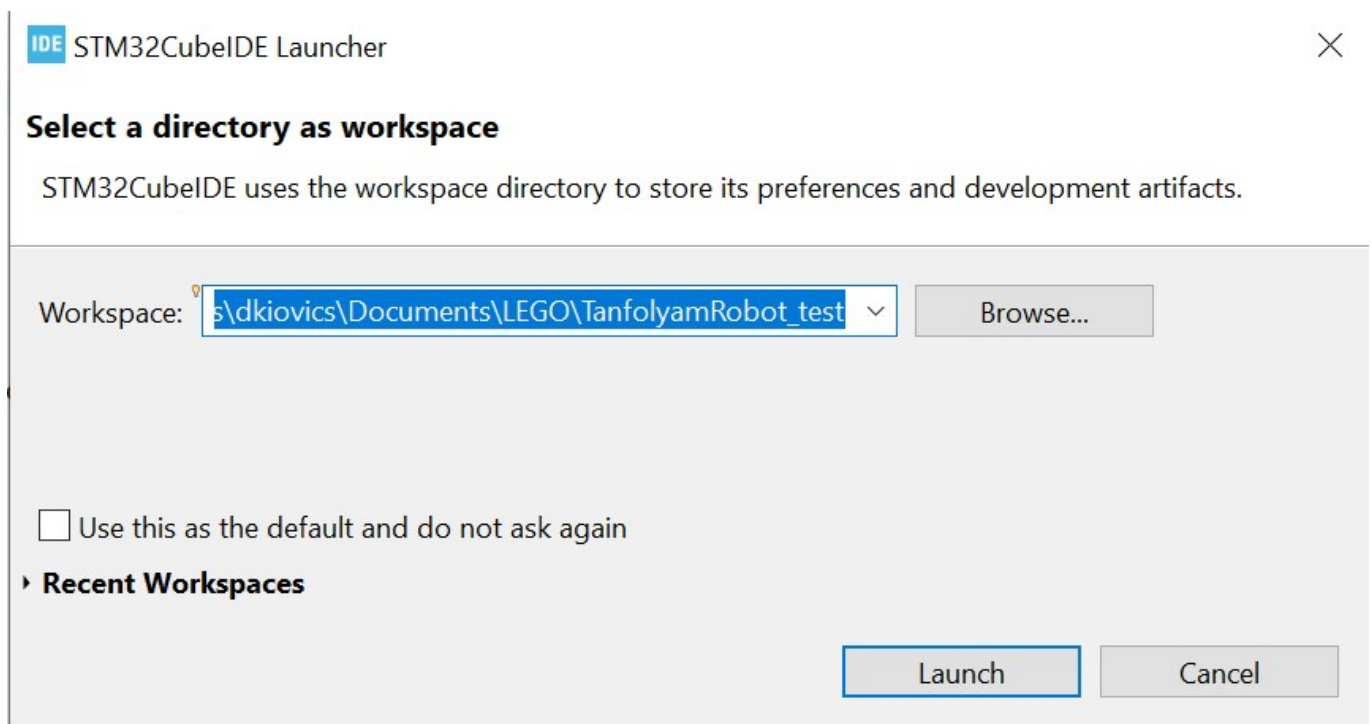 IDE STM32CubeIDE Launcher
Select a directory as workspace
STM32CubeIDE uses the workspace directory to store its preferences and development artifacts.
Workspace: s\dkiovics\Documents\LEGO\TanfolyamRobot_test Browse...
Use this as the default and do not ask again
Recent Workspaces
Launch Cancel